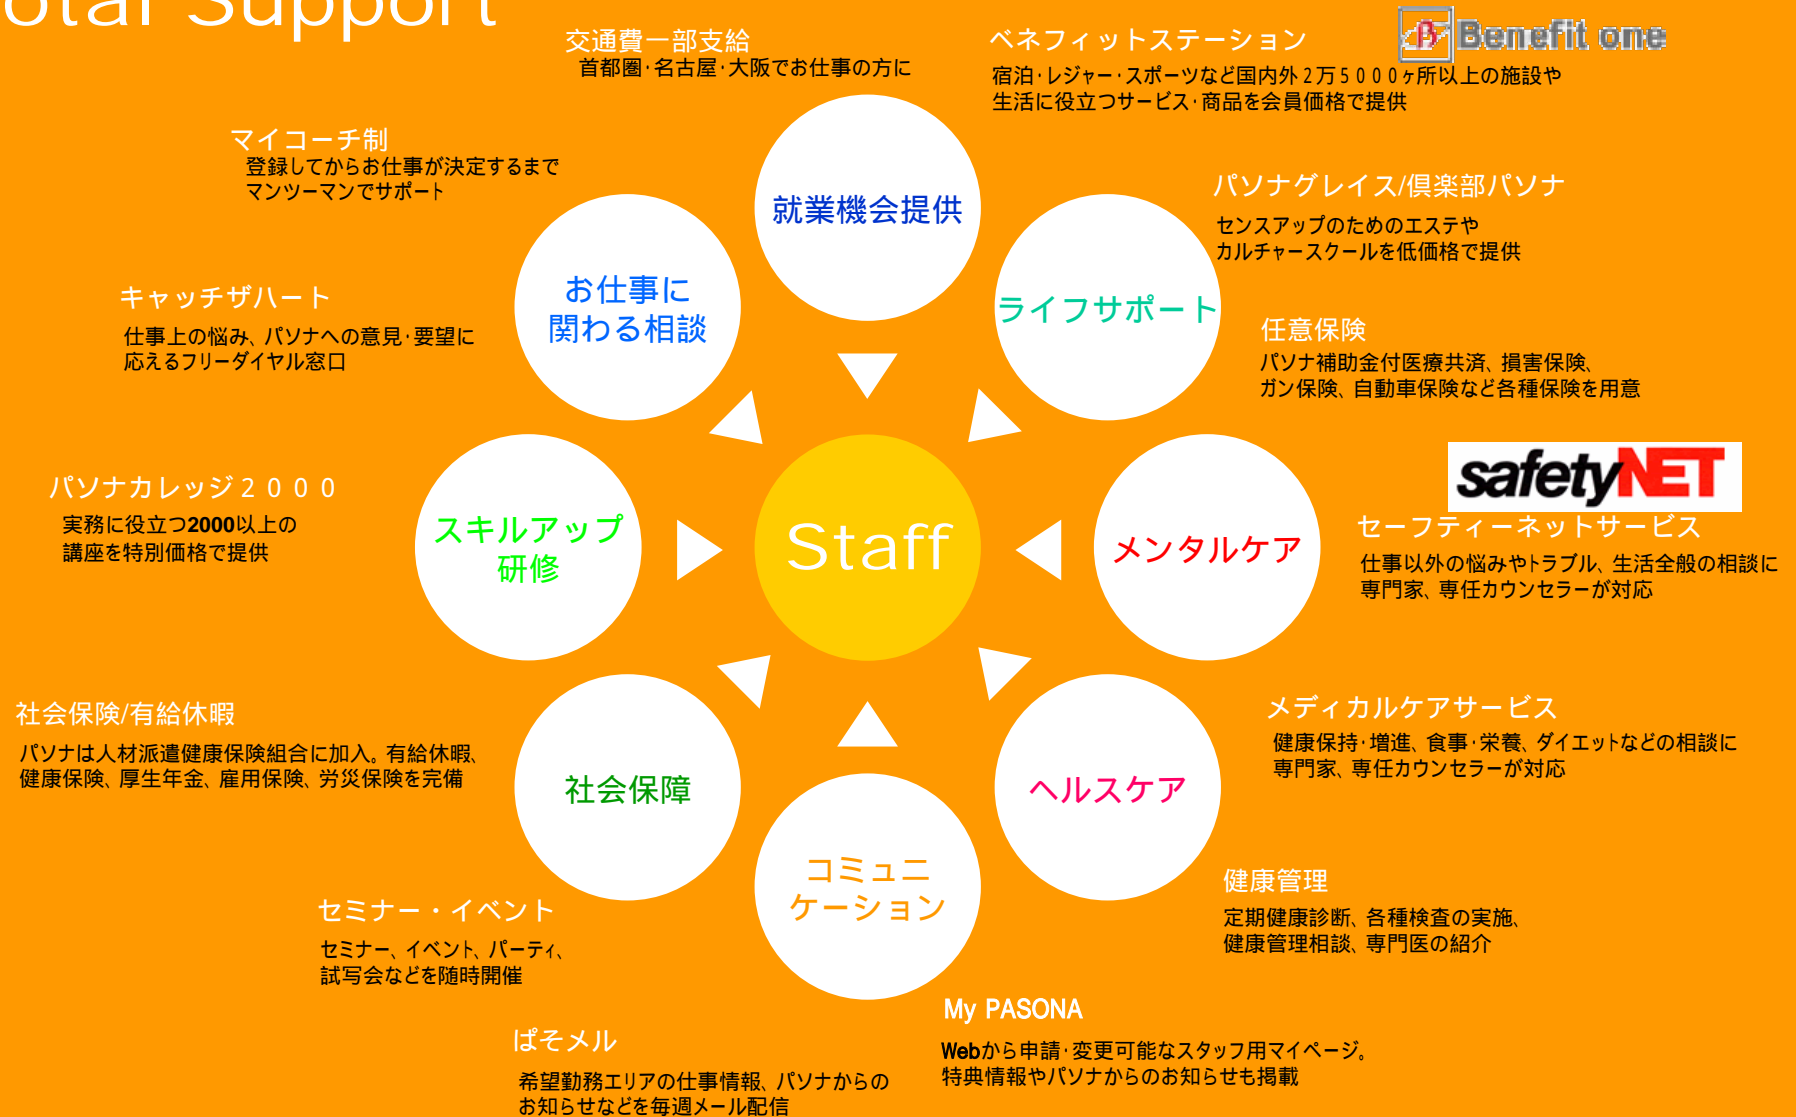 otal Support
交通費一部支給
首都圏･名古屋･大阪でお仕事の方に
ベネフィットステーション
Benefit one
宿泊･レジャー･スポーツなど国内外２万５０００ヶ所以上の施設や
生活に役立つサービス･商品を会員価格で提供
マイコーチ制
登録してからお仕事が決定するまで
マンツーマンでサポート
就業機会提供
パソナグレイス/倶楽部パソナ
センスアップのためのエステや
カルチャースクールを低価格で提供
キャッチザハート
仕事上の悩み、パソナへの意見･要望に
応えるフリーダイヤル窓口
お仕事に
関わる相談
ライフサポート
任意保険
パソナ補助金付医療共済、損害保険、
ガン保険、自動車保険など各種保険を用意
パソナカレッジ２０００
実務に役立つ2000以上の
講座を特別価格で提供
スキルアップ
研修
Staff
メンタルケア
safetyNET
セーフティーネットサービス
仕事以外の悩みやトラブル、生活全般の相談に
専門家、専任カウンセラーが対応
社会保険/有給休暇
パソナは人材派遣健康保険組合に加入。有給休暇、
健康保険、厚生年金、雇用保険、労災保険を完備
社会保障
ヘルスケア
メディカルケアサービス
健康保持･増進、食事･栄養、ダイエットなどの相談に
専門家、専任カウンセラーが対応
コミュニ
ケーション
健康管理
定期健康診断、各種検査の実施、
健康管理相談、専門医の紹介
セミナー・イベント
セミナー、イベント、パーティ、
試写会などを随時開催
My PASONA
Webから申請･変更可能なスタッフ用マイページ。
特典情報やパソナからのお知らせも掲載
ぱそメル
希望勤務エリアの仕事情報、パソナからの
お知らせなどを毎週メール配信